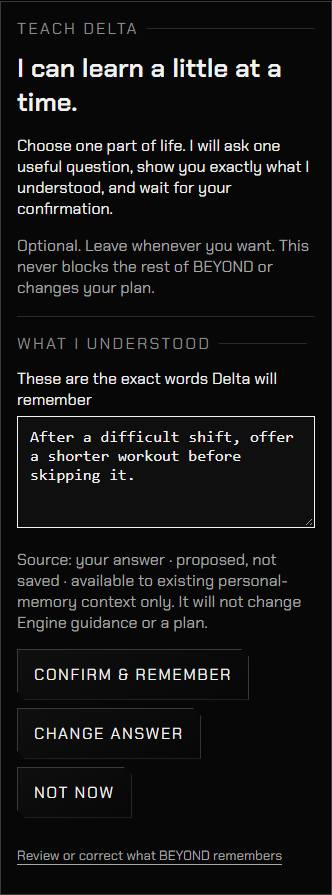 TEACH DELTA
I can learn a little at a
time.
Choose one part of life. I will ask one
useful question, show you exactly what I
understood, and wait for your
confirmation.
Optional. Leave whenever you want. This
never blocks the rest of BEYOND or
changes your plan.
WHAT I UNDERSTOOD
These are the exact words Delta will
remember
After a difficult shift, offer
a shorter workout before
skipping it.
Source: your answer · proposed, not
saved · available to existing personal-
memory context only. It will not change
Engine guidance or a plan.
CONFIRM & REMEMBER
CHANGE ANSWER
NOT NOW
Review or correct what BEYOND remembers